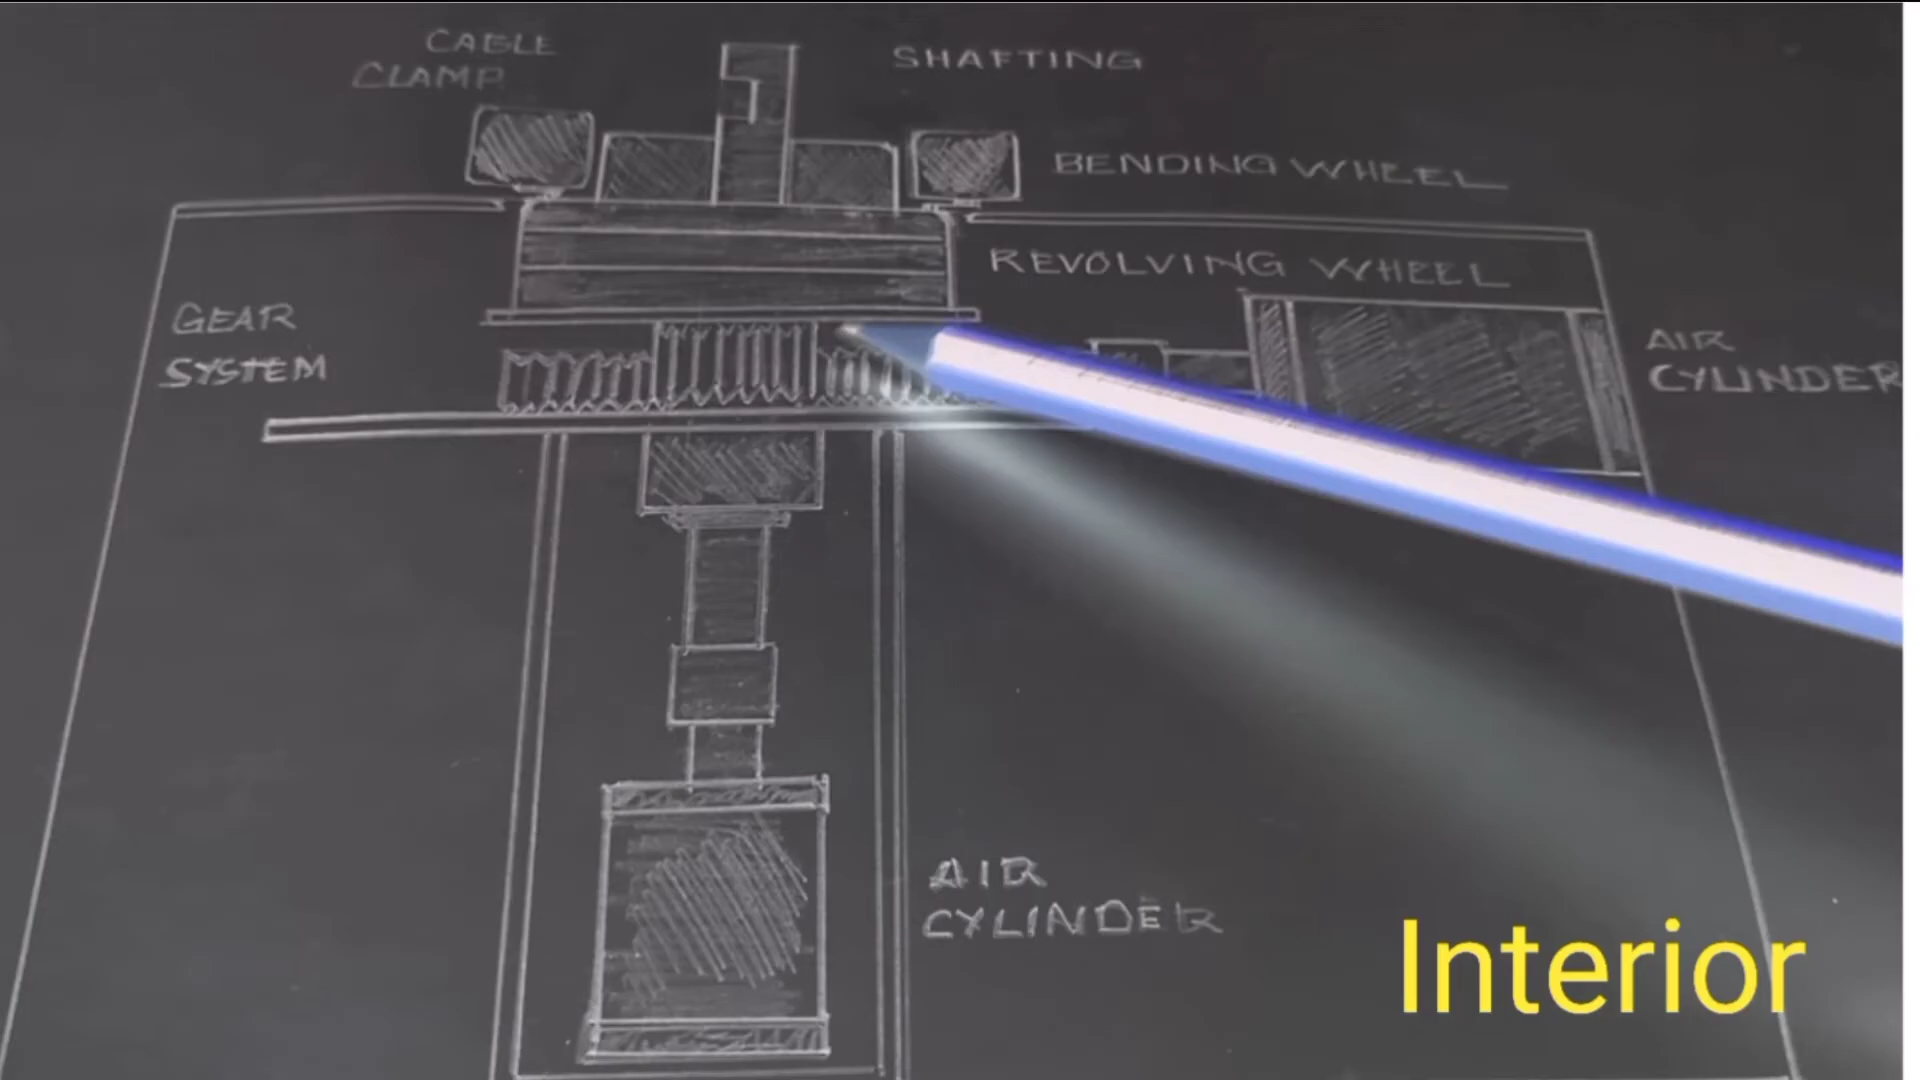 CABLE
CLAMP
SHAFTING
BENDING WHEEL
REVOLVING WHEEL
GEAR
SYSTEM
AIR
CYLINDER
AIR
CYLINDER
Interior